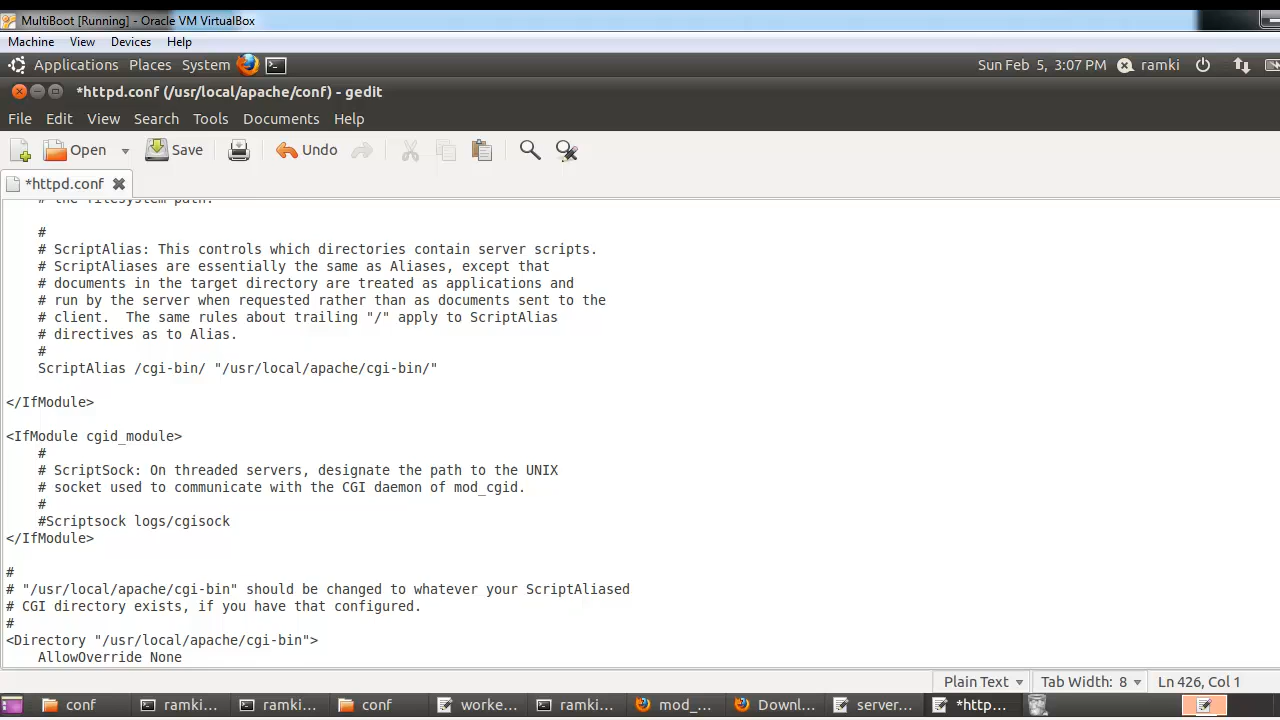 MultiBoot [Running] - Oracle VM VirtualBox
Machine View Devices Help
Applications Places System Sun Feb 5, 3:07 PM ramki
*httpd.conf (/usr/local/apache/conf) - gedit
File Edit View Search Tools Documents Help
Open Save Undo
*httpd.conf
# the filesystem path.
#
# ScriptAlias: This controls which directories contain server scripts.
# ScriptAliases are essentially the same as Aliases, except that
# documents in the target directory are treated as applications and
# run by the server when requested rather than as documents sent to the
# client.  The same rules about trailing "/" apply to ScriptAlias
# directives as to Alias.
#
ScriptAlias /cgi-bin/ "/usr/local/apache/cgi-bin/"
</IfModule>
<IfModule cgid_module>
#
# ScriptSock: On threaded servers, designate the path to the UNIX
# socket used to communicate with the CGI daemon of mod_cgid.
#
#Scriptsock logs/cgisock
</IfModule>
#
# "/usr/local/apache/cgi-bin" should be changed to whatever your ScriptAliased
# CGI directory exists, if you have that configured.
#
<Directory "/usr/local/apache/cgi-bin">
AllowOverride None
Plain Text Tab Width: 8 Ln 426, Col 1
conf ramki... ramki... conf worke... ramki... mod_... Downl... server... *http...